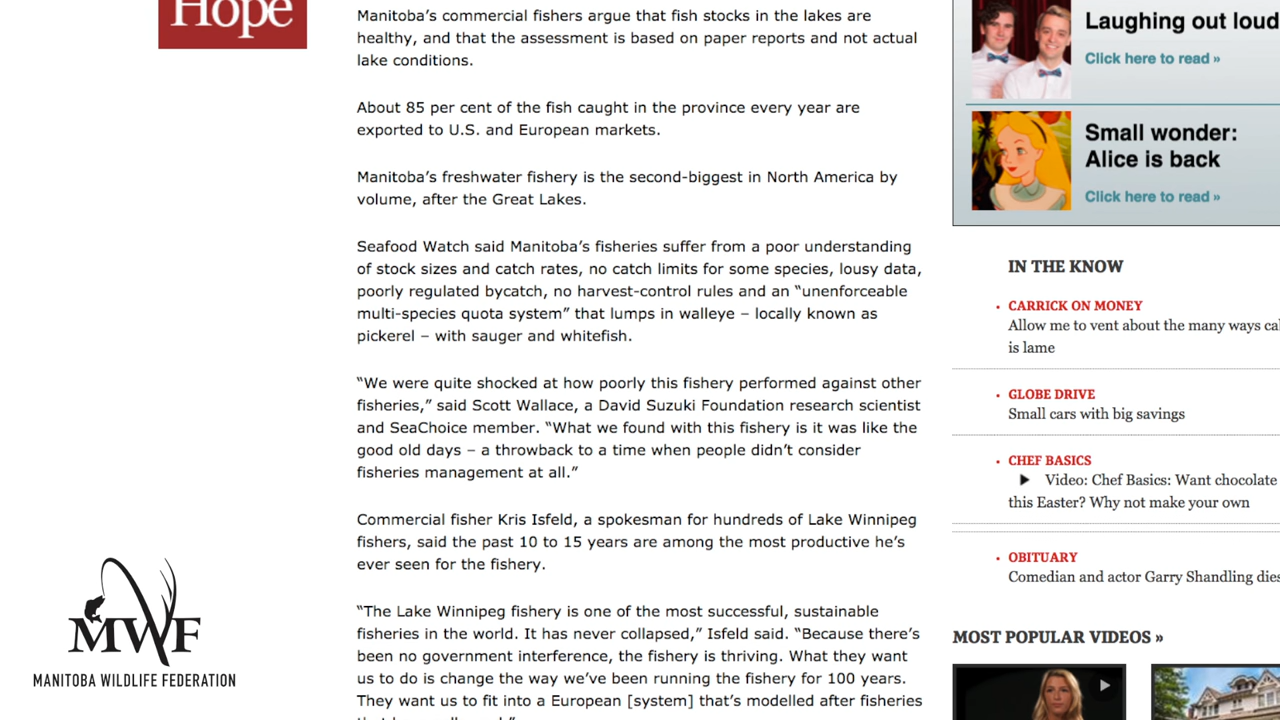 Hope
Manitoba’s commercial fishers argue that fish stocks in the lakes are
healthy, and that the assessment is based on paper reports and not actual
lake conditions.
About 85 per cent of the fish caught in the province every year are
exported to U.S. and European markets.
Manitoba’s freshwater fishery is the second-biggest in North America by
volume, after the Great Lakes.
Seafood Watch said Manitoba’s fisheries suffer from a poor understanding
of stock sizes and catch rates, no catch limits for some species, lousy data,
poorly regulated bycatch, no harvest-control rules and an “unenforceable
multi-species quota system” that lumps in walleye – locally known as
pickerel – with sauger and whitefish.
“We were quite shocked at how poorly this fishery performed against other
fisheries,” said Scott Wallace, a David Suzuki Foundation research scientist
and SeaChoice member. “What we found with this fishery is it was like the
good old days – a throwback to a time when people didn’t consider
fisheries management at all.”
Commercial fisher Kris Isfeld, a spokesman for hundreds of Lake Winnipeg
fishers, said the past 10 to 15 years are among the most productive he’s
ever seen for the fishery.
“The Lake Winnipeg fishery is one of the most successful, sustainable
fisheries in the world. It has never collapsed,” Isfeld said. “Because there’s
been no government interference, the fishery is thriving. What they want
us to do is change the way we’ve been running the fishery for 100 years.
They want us to fit into a European [system] that’s modelled after fisheries
MWF
MANITOBA WILDLIFE FEDERATION
Laughing out loud
Click here to read »
Small wonder:
Alice is back
Click here to read »
IN THE KNOW
• CARRICK ON MONEY
Allow me to vent about the many ways
is lame
• GLOBE DRIVE
Small cars with big savings
• CHEF BASICS
Video: Chef Basics: Want chocolate
this Easter? Why not make your own
• OBITUARY
Comedian and actor Garry Shandling
MOST POPULAR VIDEOS »